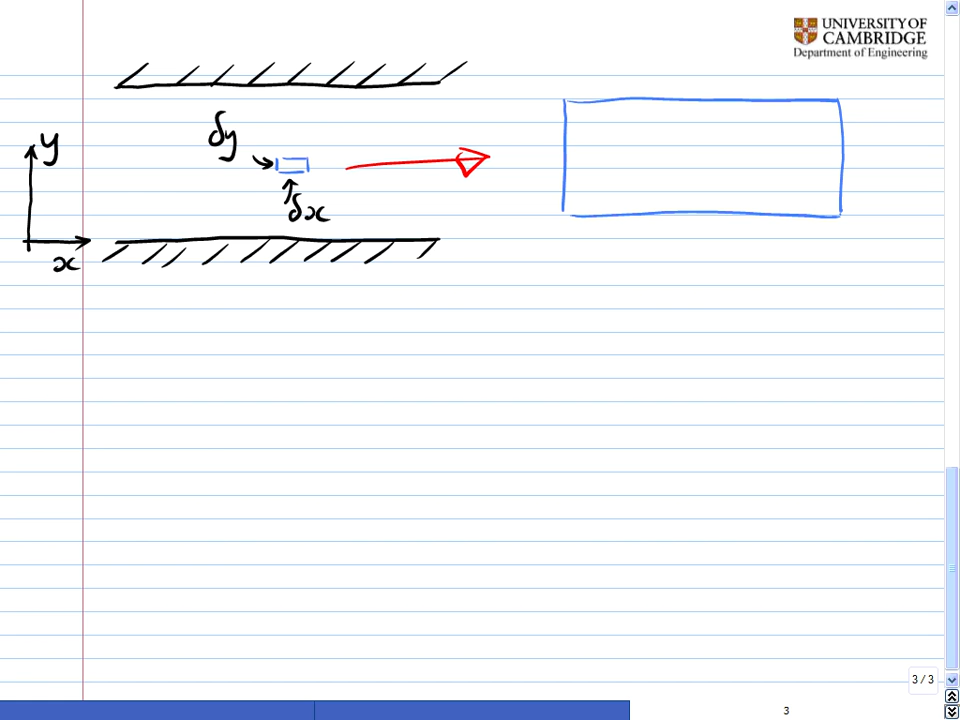 UNIVERSITY OF
CAMBRIDGE
Department of Engineering
δy
y
δx
x
3 / 3
3